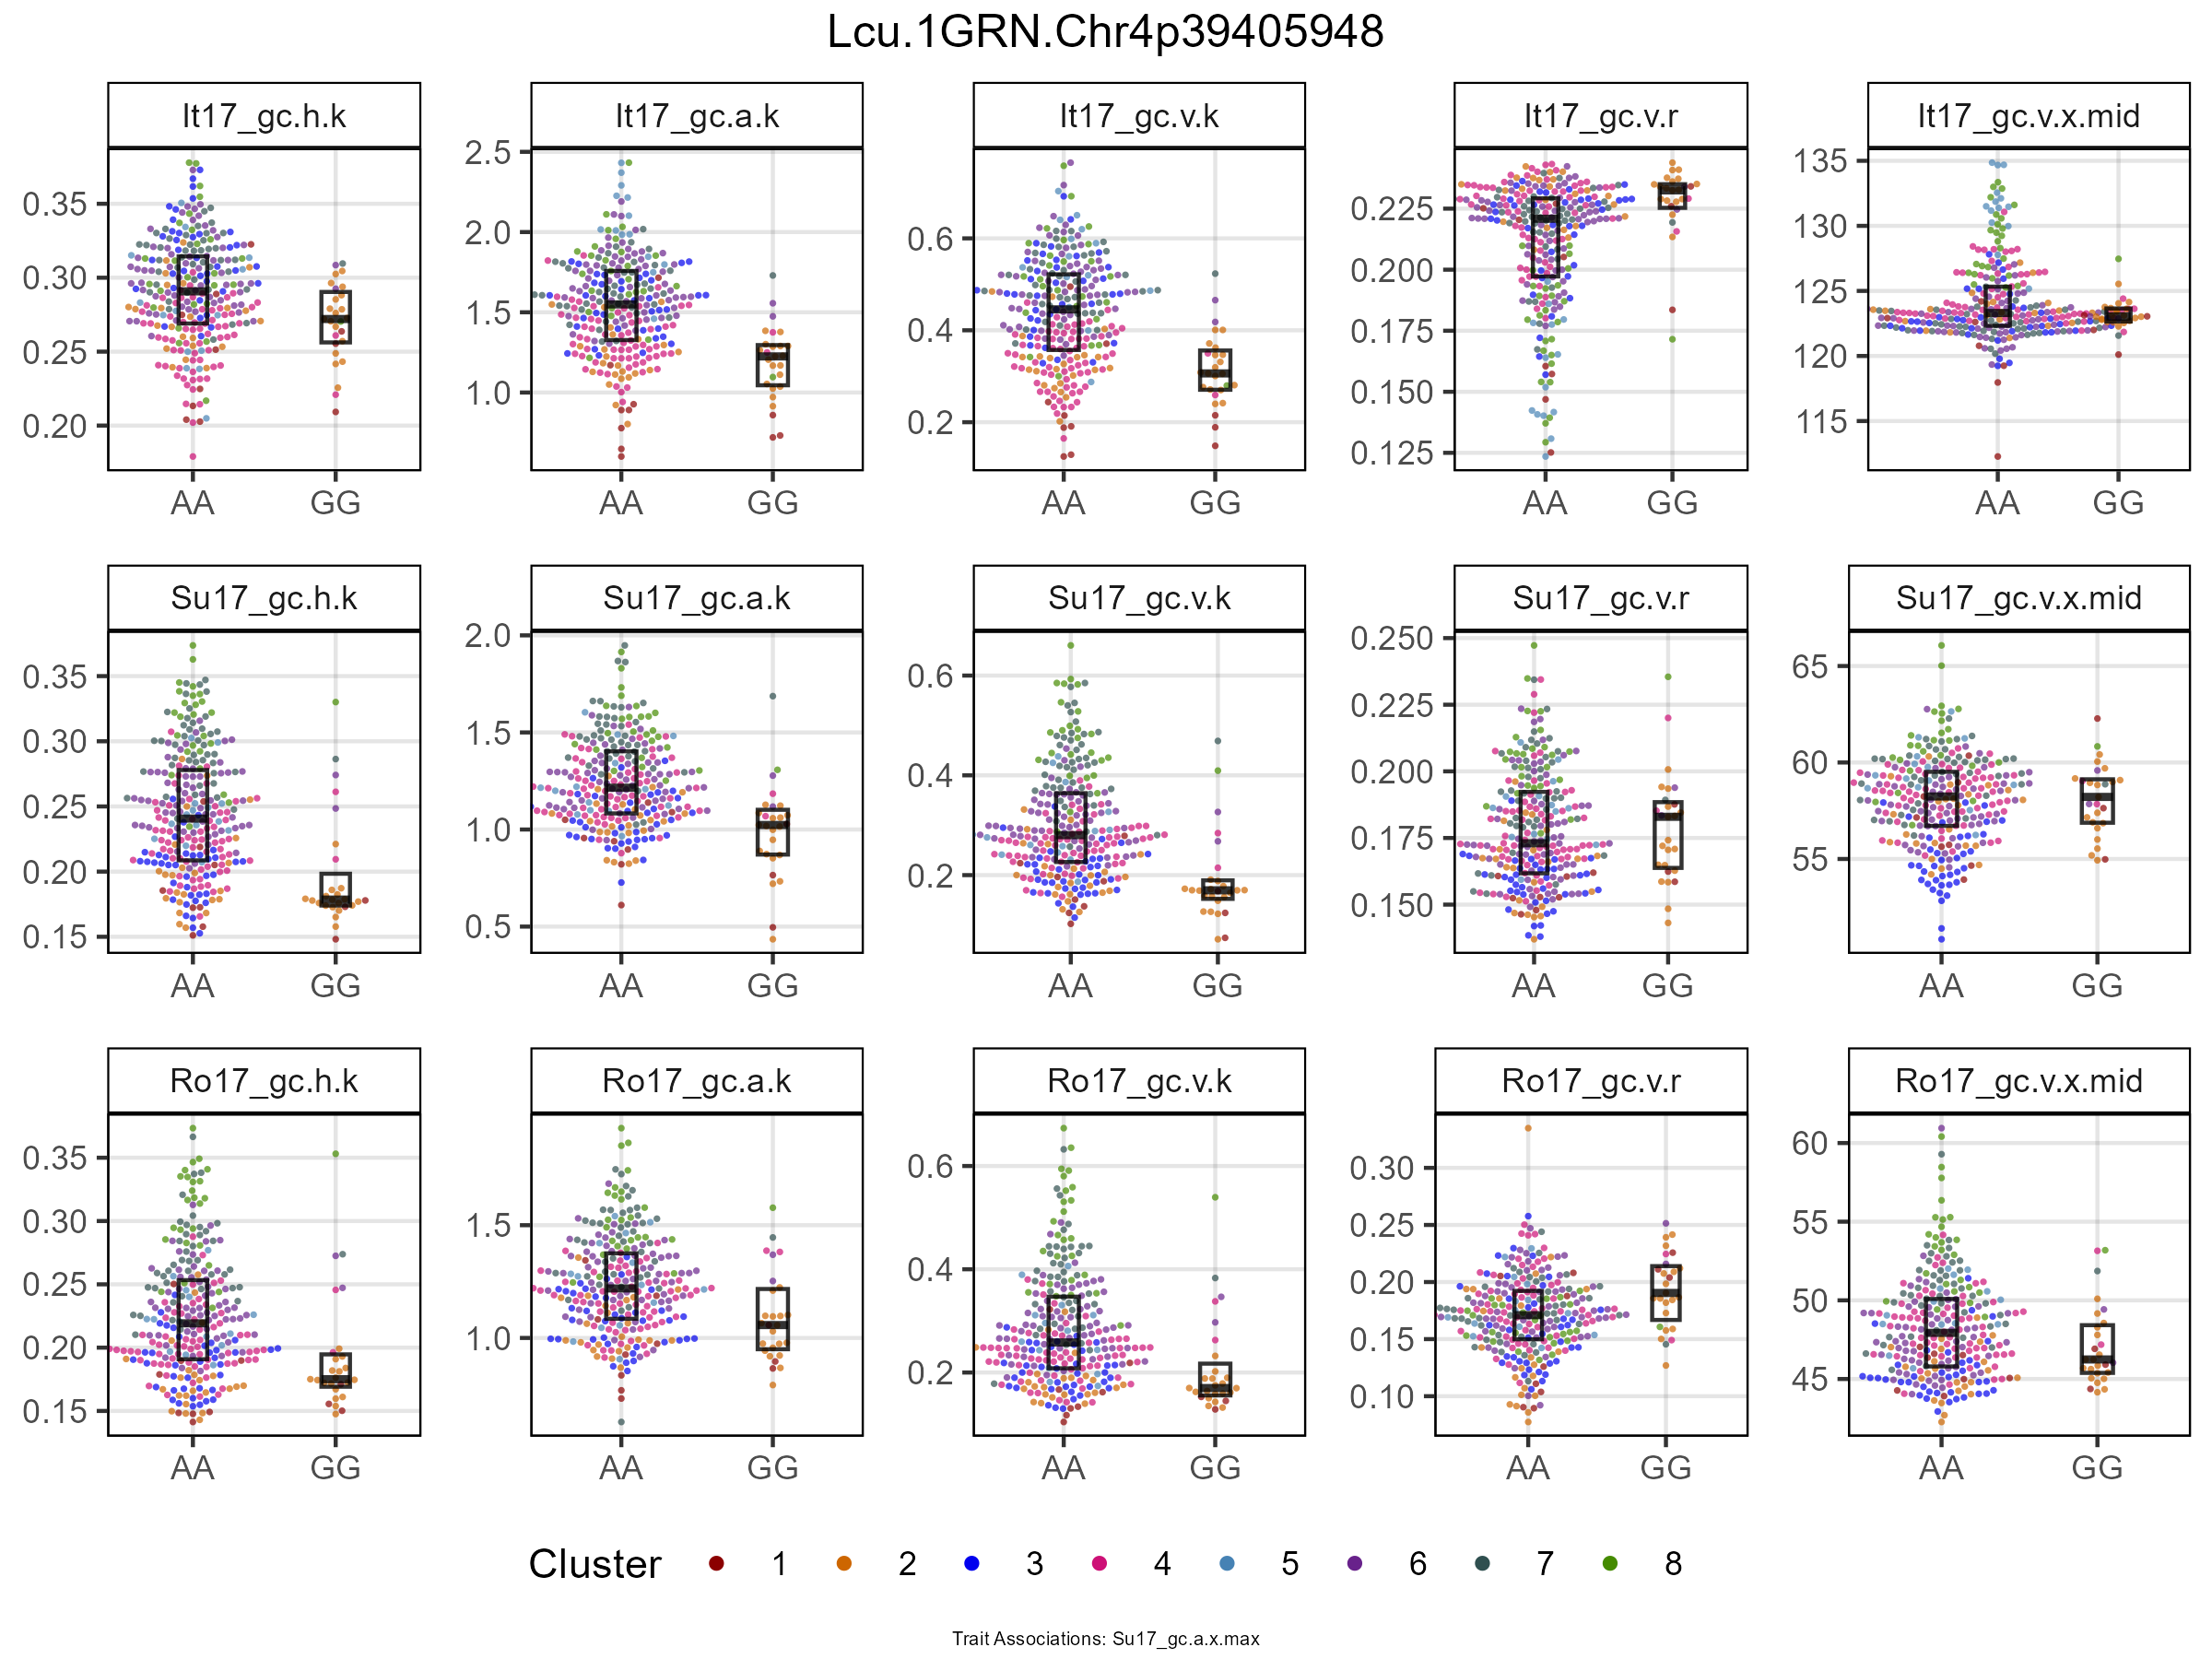 Lcu.1GRN.Chr4p39405948
It17_gc.h.k It17_gc.a.k It17_gc.v.k It17_gc.v.r It17_gc.v.x.mid
0.35 0.30 0.25 0.20
2.5 2.0 1.5 1.0
0.6 0.4 0.2
0.225 0.200 0.175 0.150 0.125
135 130 125 120 115
AA GG AA GG AA GG AA GG AA GG
Su17_gc.h.k Su17_gc.a.k Su17_gc.v.k Su17_gc.v.r Su17_gc.v.x.mid
0.35 0.30 0.25 0.20 0.15
2.0 1.5 1.0 0.5
0.6 0.4 0.2
0.250 0.225 0.200 0.175 0.150
65 60 55
AA GG AA GG AA GG AA GG AA GG
Ro17_gc.h.k Ro17_gc.a.k Ro17_gc.v.k Ro17_gc.v.r Ro17_gc.v.x.mid
0.35 0.30 0.25 0.20 0.15
1.5 1.0
0.6 0.4 0.2
0.30 0.25 0.20 0.15 0.10
60 55 50 45
AA GG AA GG AA GG AA GG AA GG
Cluster 1 2 3 4 5 6 7 8
Trait Associations: Su17_gc.a.x.max